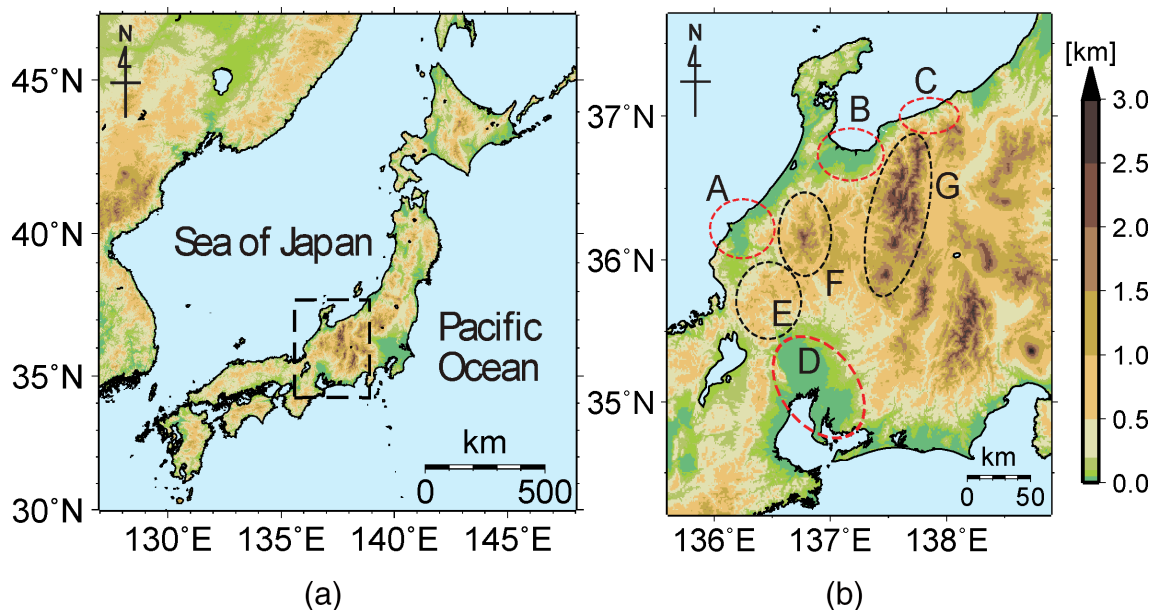 N
45°N
40°N
35°N
30°N
130°E 135°E 140°E 145°E
Sea of Japan
Pacific
Ocean
km
0 500
(a)
N
37°N
36°N
35°N
136°E 137°E 138°E
A
B
C
D
E
F
G
km
0 50
(b)
[km]
3.0
2.5
2.0
1.5
1.0
0.5
0.0